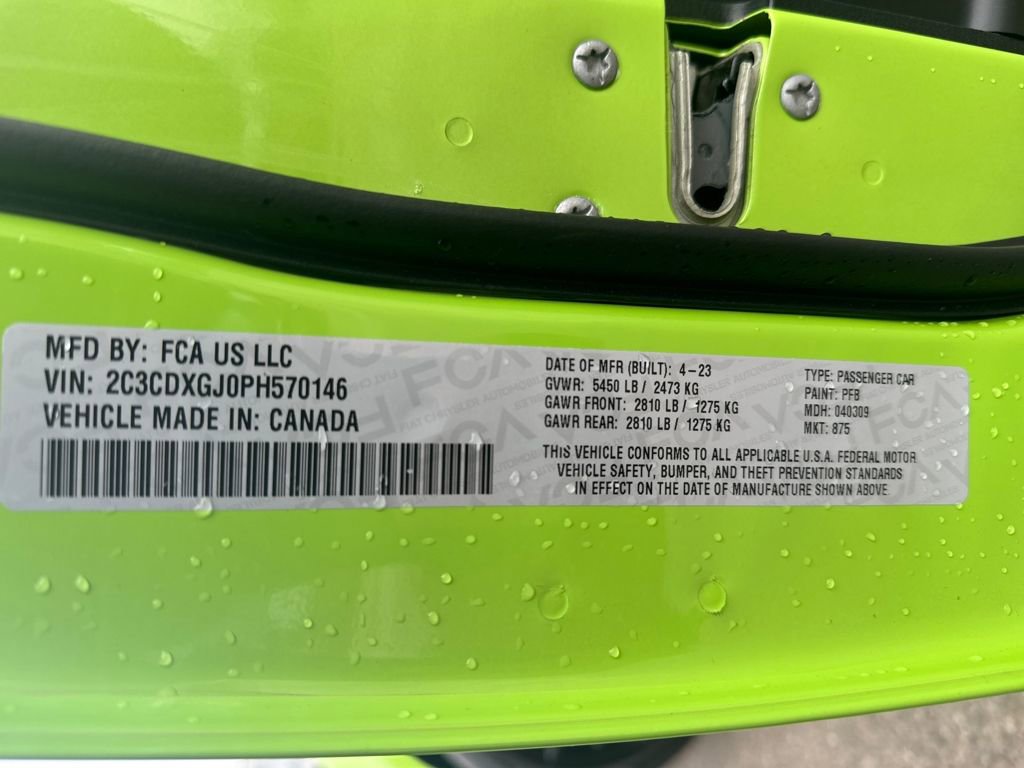 MFD BY: FCA US LLC
VIN: 2C3CDXGJ0PH570146
VEHICLE MADE IN: CANADA
DATE OF MFR (BUILT): 4-23
GVWR: 5450 LB / 2473 KG
GAWR FRONT: 2810 LB / 1275 KG
GAWR REAR: 2810 LB / 1275 KG
TYPE: PASSENGER CAR
PAINT: PFB
MDH: 040309
MKT: 875
THIS VEHICLE CONFORMS TO ALL APPLICABLE U.S.A. FEDERAL MOTOR
VEHICLE SAFETY, BUMPER, AND THEFT PREVENTION STANDARDS
IN EFFECT ON THE DATE OF MANUFACTURE SHOWN ABOVE.